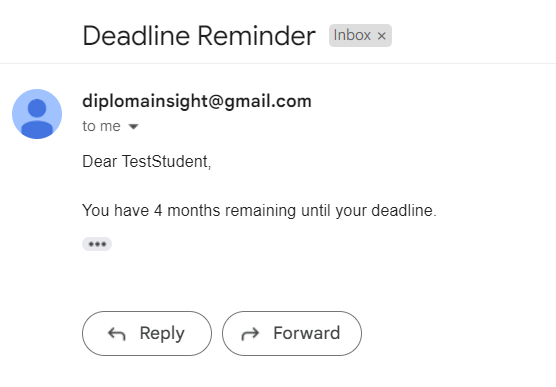 Deadline Reminder Inbox ×
diplomainsight@gmail.com
to me
Dear TestStudent,
You have 4 months remaining until your deadline.
Reply Forward